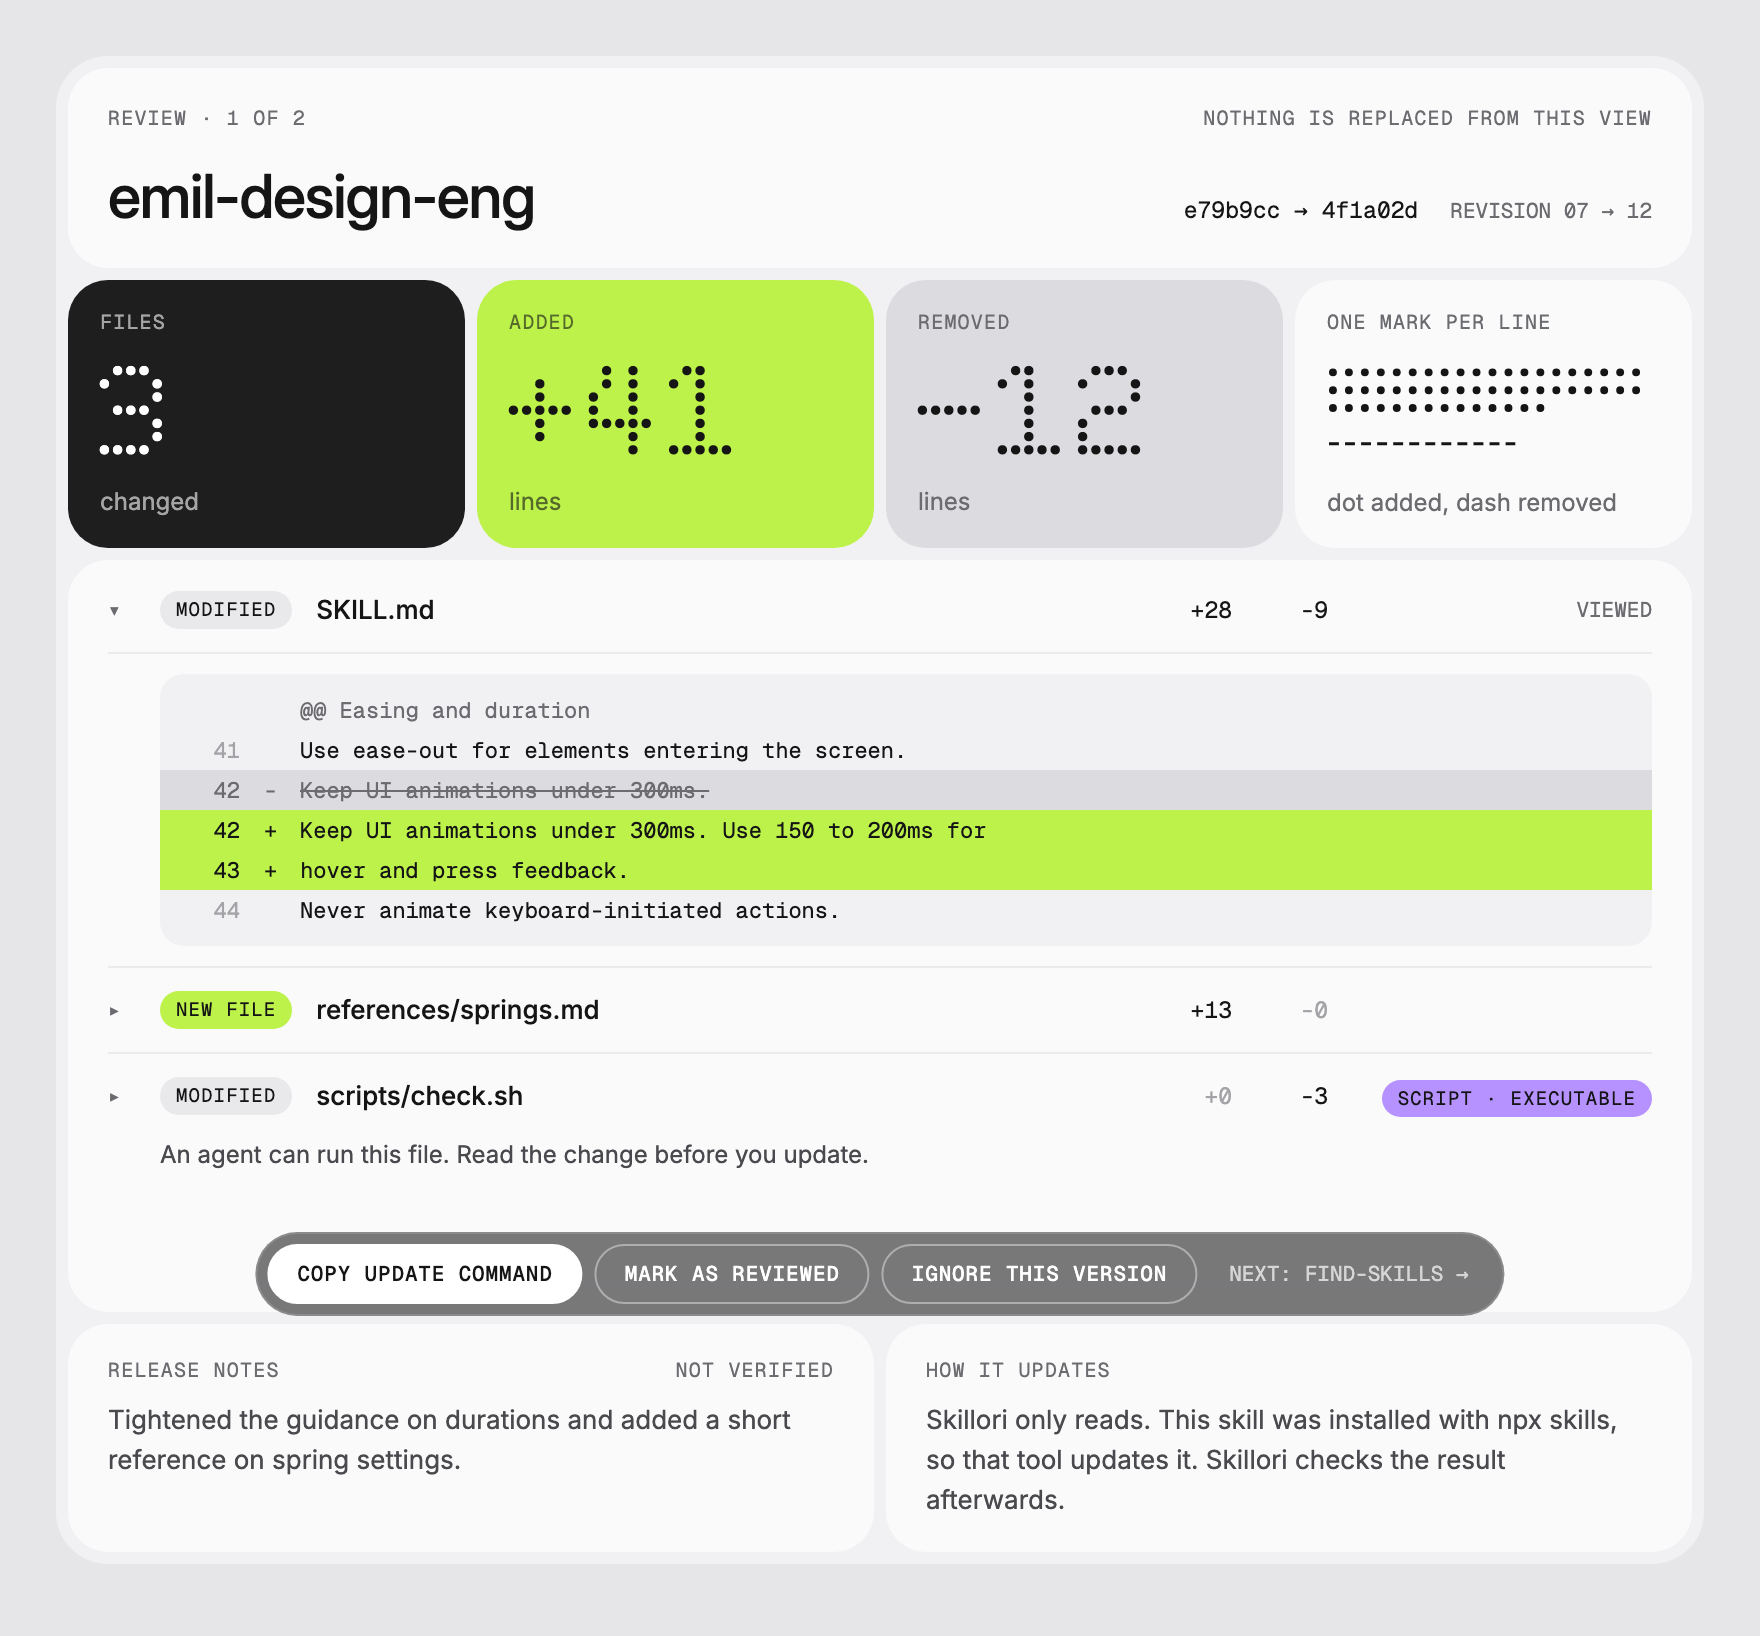 REVIEW · 1 OF 2
NOTHING IS REPLACED FROM THIS VIEW
emil-design-eng
e79b9cc → 4f1a02d REVISION 07 → 12
FILES
3
changed
ADDED
+41
lines
REMOVED
-12
lines
ONE MARK PER LINE
dot added, dash removed
▾ MODIFIED SKILL.md +28 -9 VIEWED
@@ Easing and duration
41 Use ease-out for elements entering the screen.
42 - Keep UI animations under 300ms.
42 + Keep UI animations under 300ms. Use 150 to 200ms for
43 + hover and press feedback.
44 Never animate keyboard-initiated actions.
▸ NEW FILE references/springs.md +13 -0
▸ MODIFIED scripts/check.sh +0 -3 SCRIPT · EXECUTABLE
An agent can run this file. Read the change before you update.
COPY UPDATE COMMAND MARK AS REVIEWED IGNORE THIS VERSION NEXT: FIND-SKILLS →
RELEASE NOTES NOT VERIFIED
Tightened the guidance on durations and added a short
reference on spring settings.
HOW IT UPDATES
Skillori only reads. This skill was installed with npx skills,
so that tool updates it. Skillori checks the result
afterwards.